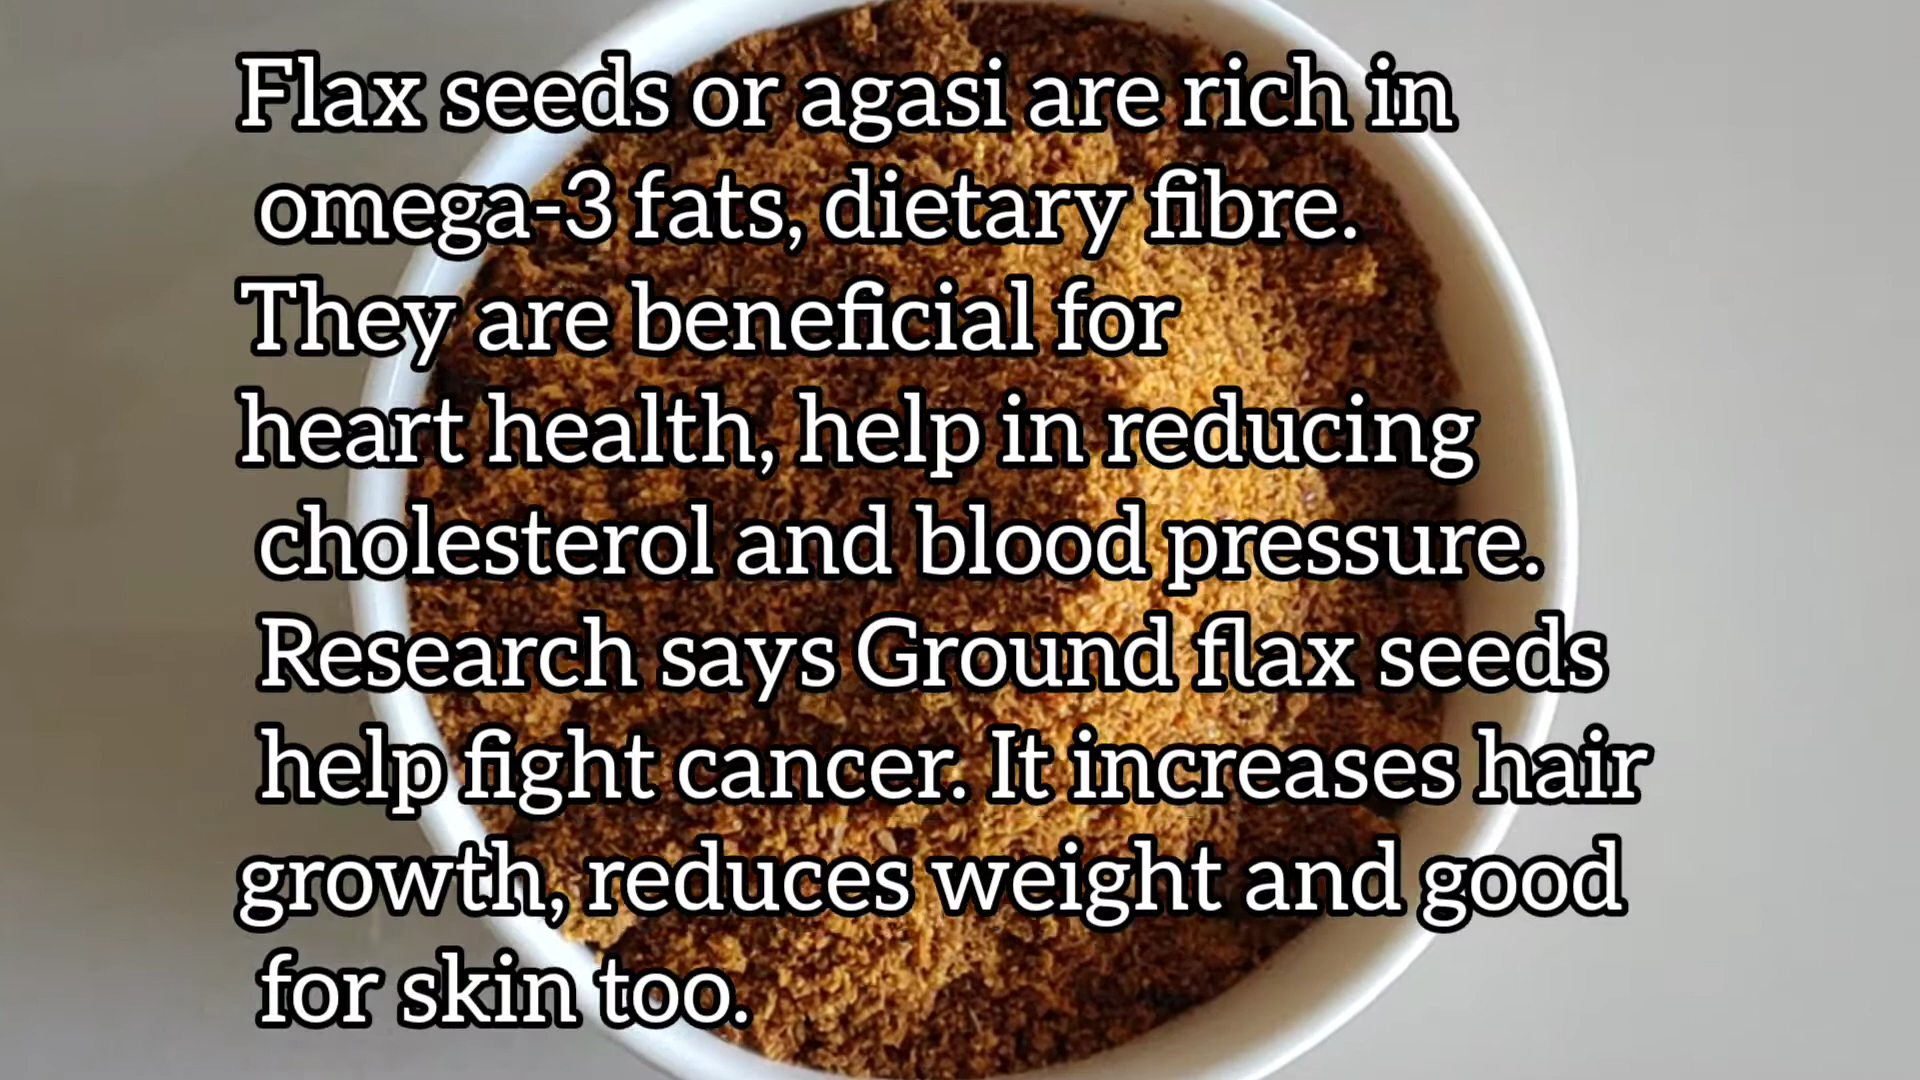 Flax seeds or agasi are rich in
omega-3 fats, dietary fibre.
They are beneficial for
heart health, help in reducing
cholesterol and blood pressure.
Research says Ground flax seeds
help fight cancer. It increases hair
growth, reduces weight and good
for skin too.